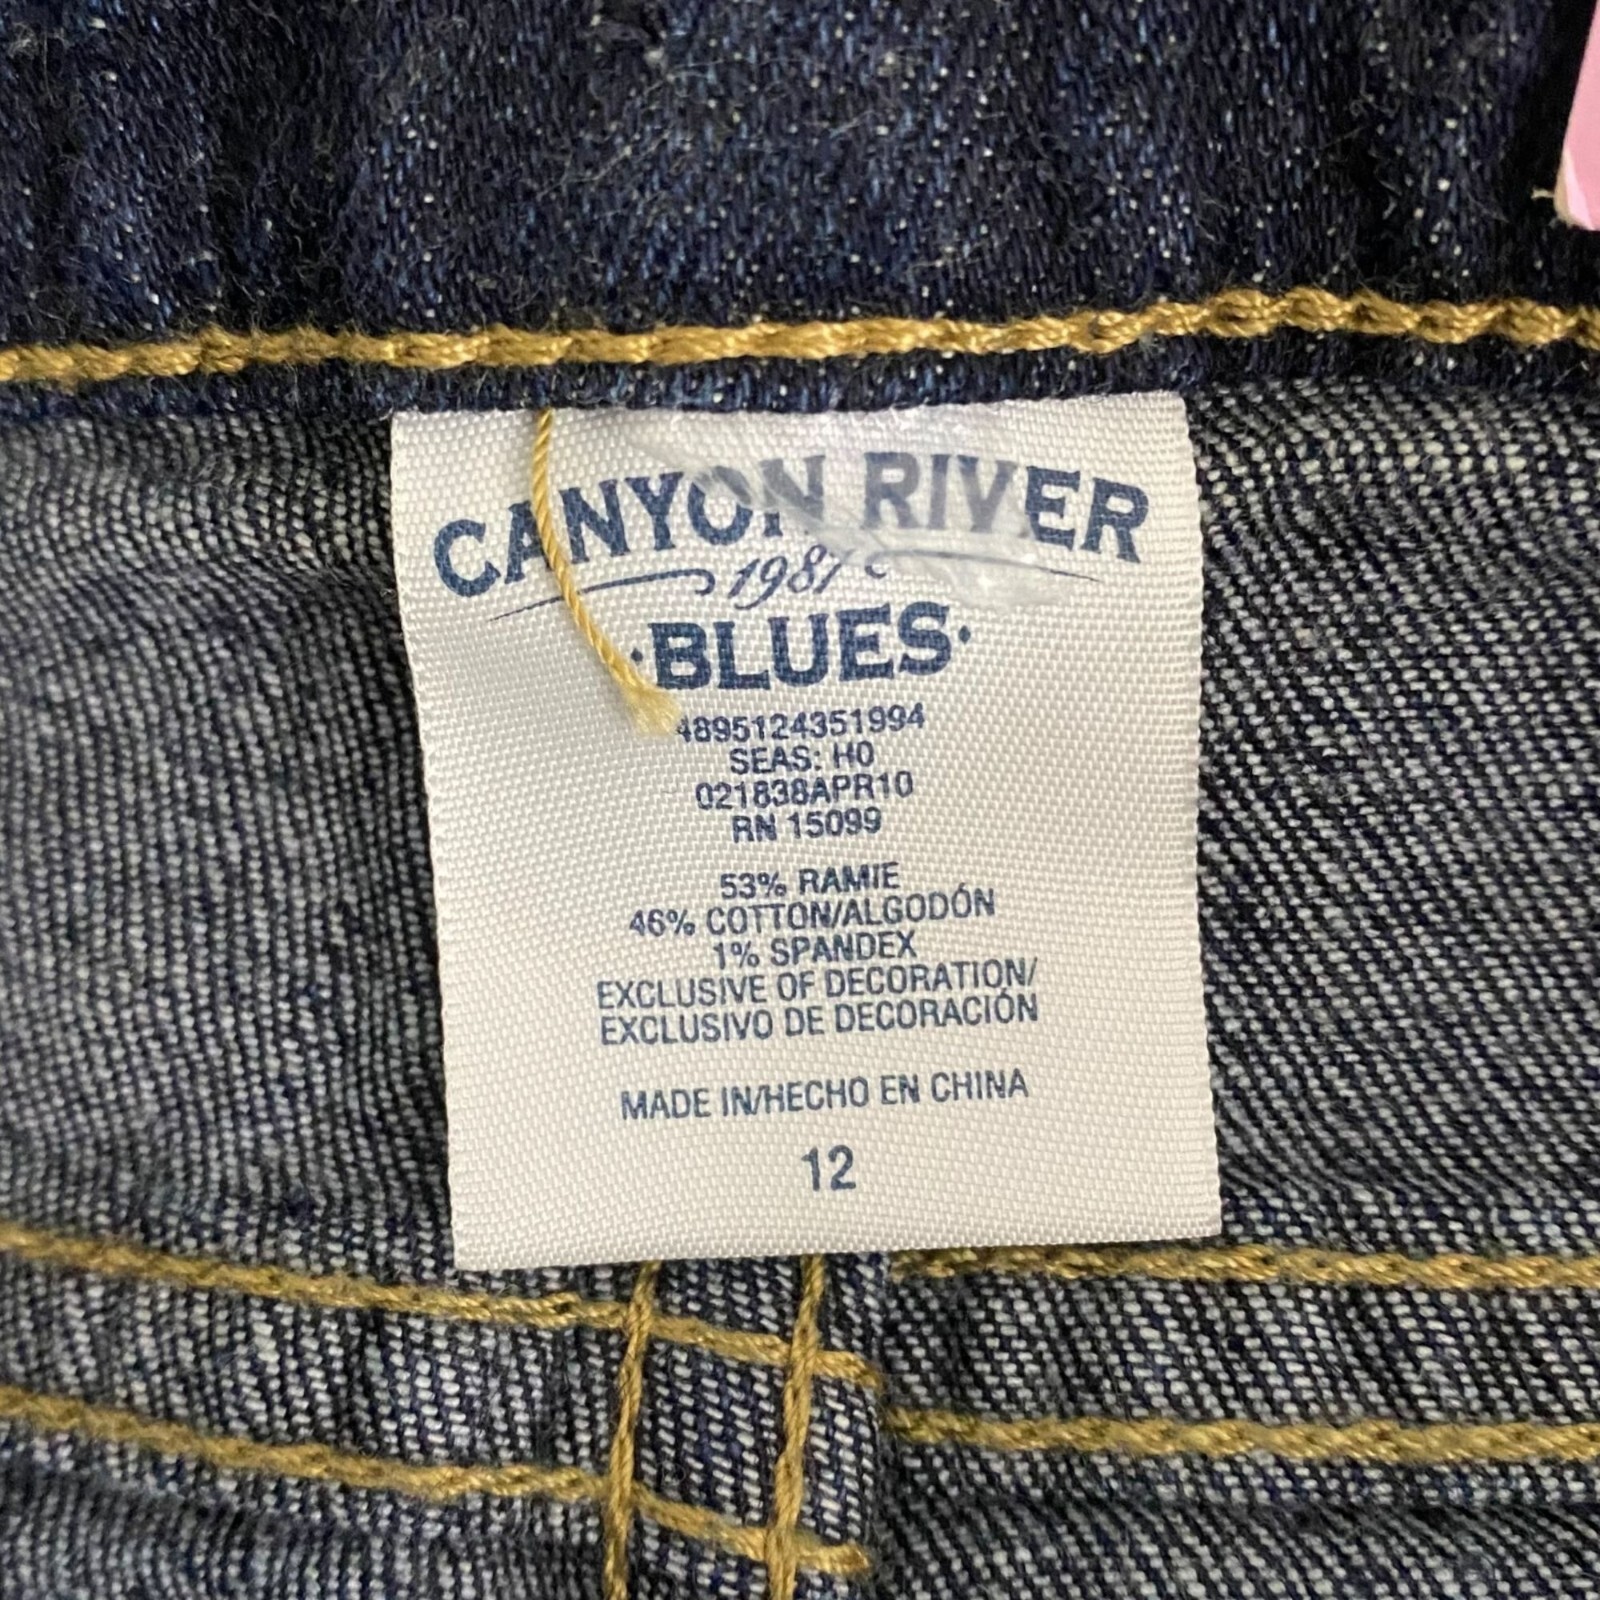 CANYON RIVER
1987
·BLUES·
4895124351994
SEAS: H0
021838APR10
RN 15099
53% RAMIE
46% COTTON/ALGODÓN
1% SPANDEX
EXCLUSIVE OF DECORATION/
EXCLUSIVO DE DECORACIÓN
MADE IN/HECHO EN CHINA
12